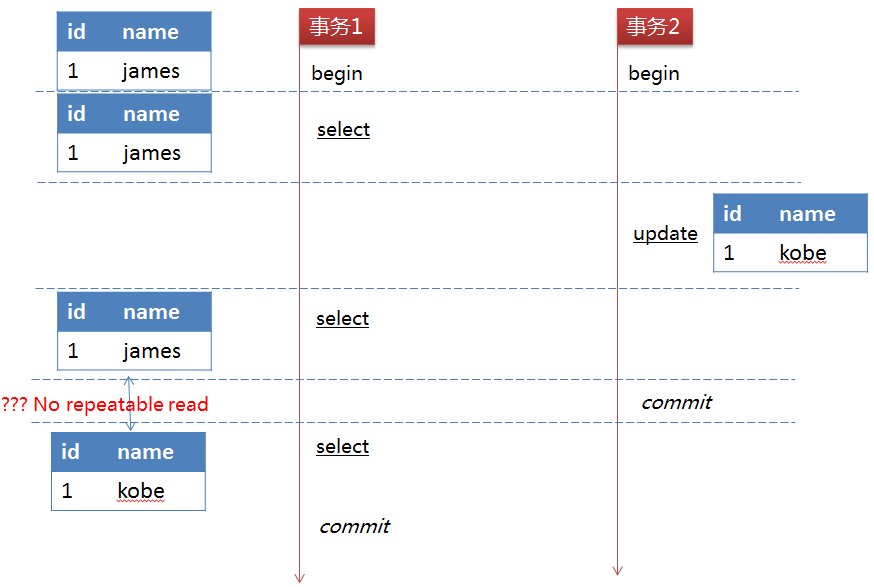 id name
1 james
事务1
事务2
begin
begin
id name
1 james
select
update
id name
1 kobe
id name
1 james
select
??? No repeatable read
commit
id name
1 kobe
select
commit